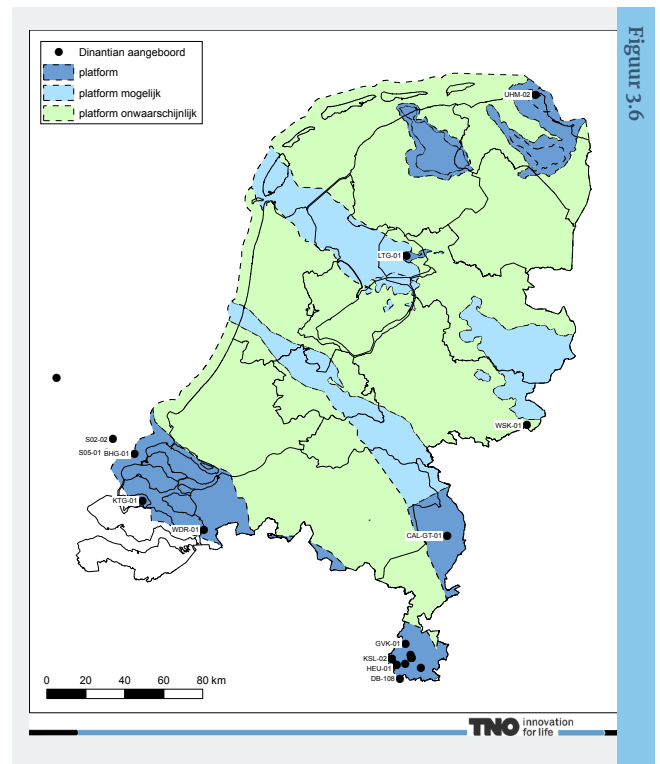 Figuur 3.6
Dinantian aangeboord
platform
platform mogelijk
platform onwaarschijnlijk
UHM-02
LTG-01
WSK-01
S02-02
S05-01 BHG-01
KTG-01
WDR-01
CAL-GT-01
GVK-01
KSL-02
HEU-01
DB-108
0 20 40 80 km
TNO innovation
for life